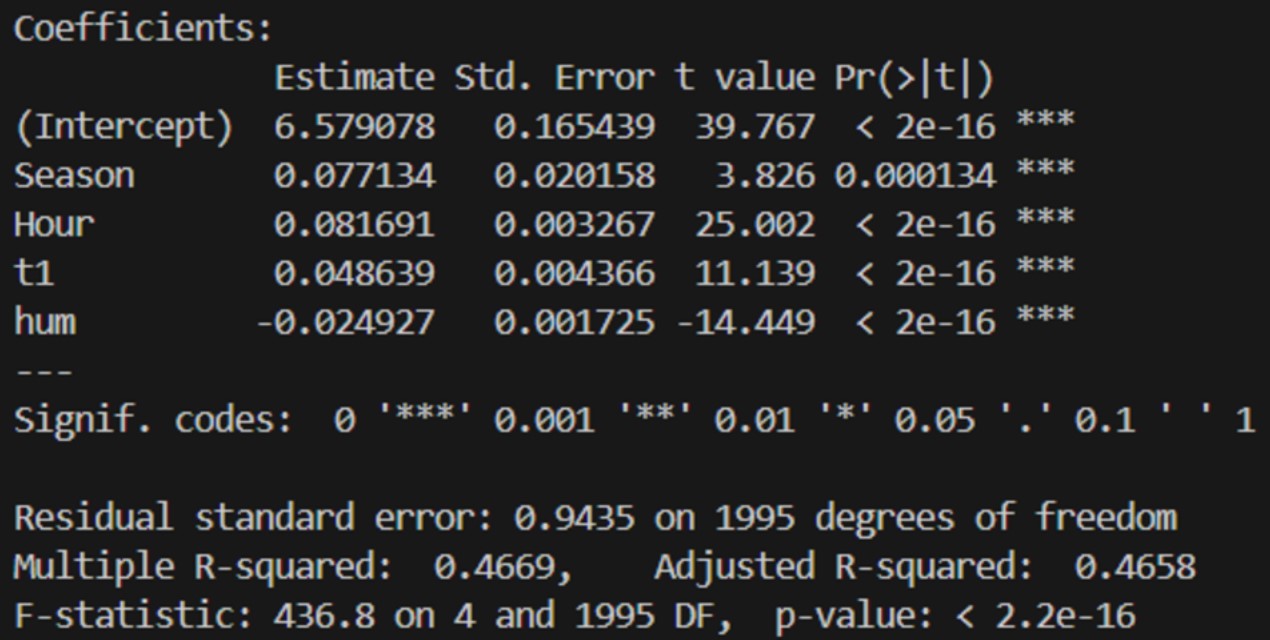 Coefficients:
             Estimate Std. Error t value Pr(>|t|)
(Intercept)  6.579078   0.165439  39.767  < 2e-16 ***
Season       0.077134   0.020158   3.826 0.000134 ***
Hour         0.081691   0.003267  25.002  < 2e-16 ***
t1           0.048639   0.004366  11.139  < 2e-16 ***
hum         -0.024927   0.001725 -14.449  < 2e-16 ***
---
Signif. codes:  0 '***' 0.001 '**' 0.01 '*' 0.05 '.' 0.1 ' ' 1
Residual standard error: 0.9435 on 1995 degrees of freedom
Multiple R-squared:  0.4669,    Adjusted R-squared:  0.4658
F-statistic: 436.8 on 4 and 1995 DF,  p-value: < 2.2e-16